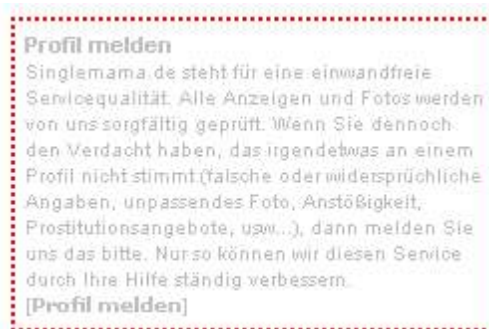 Profil melden
Singlemama.de steht für eine einwandfreie
Servicequalität. Alle Anzeigen und Fotos werden
von uns sorgfältig geprüft. Wenn Sie dennoch
den Verdacht haben, das irgendetwas an einem
Profil nicht stimmt (falsche oder widersprüchliche
Angaben, unpassendes Foto, Anstößigkeit,
Prostitutionsangebote, usw...), dann melden Sie
uns das bitte. Nur so können wir diesen Service
durch Ihre Hilfe ständig verbessern.
[Profil melden]